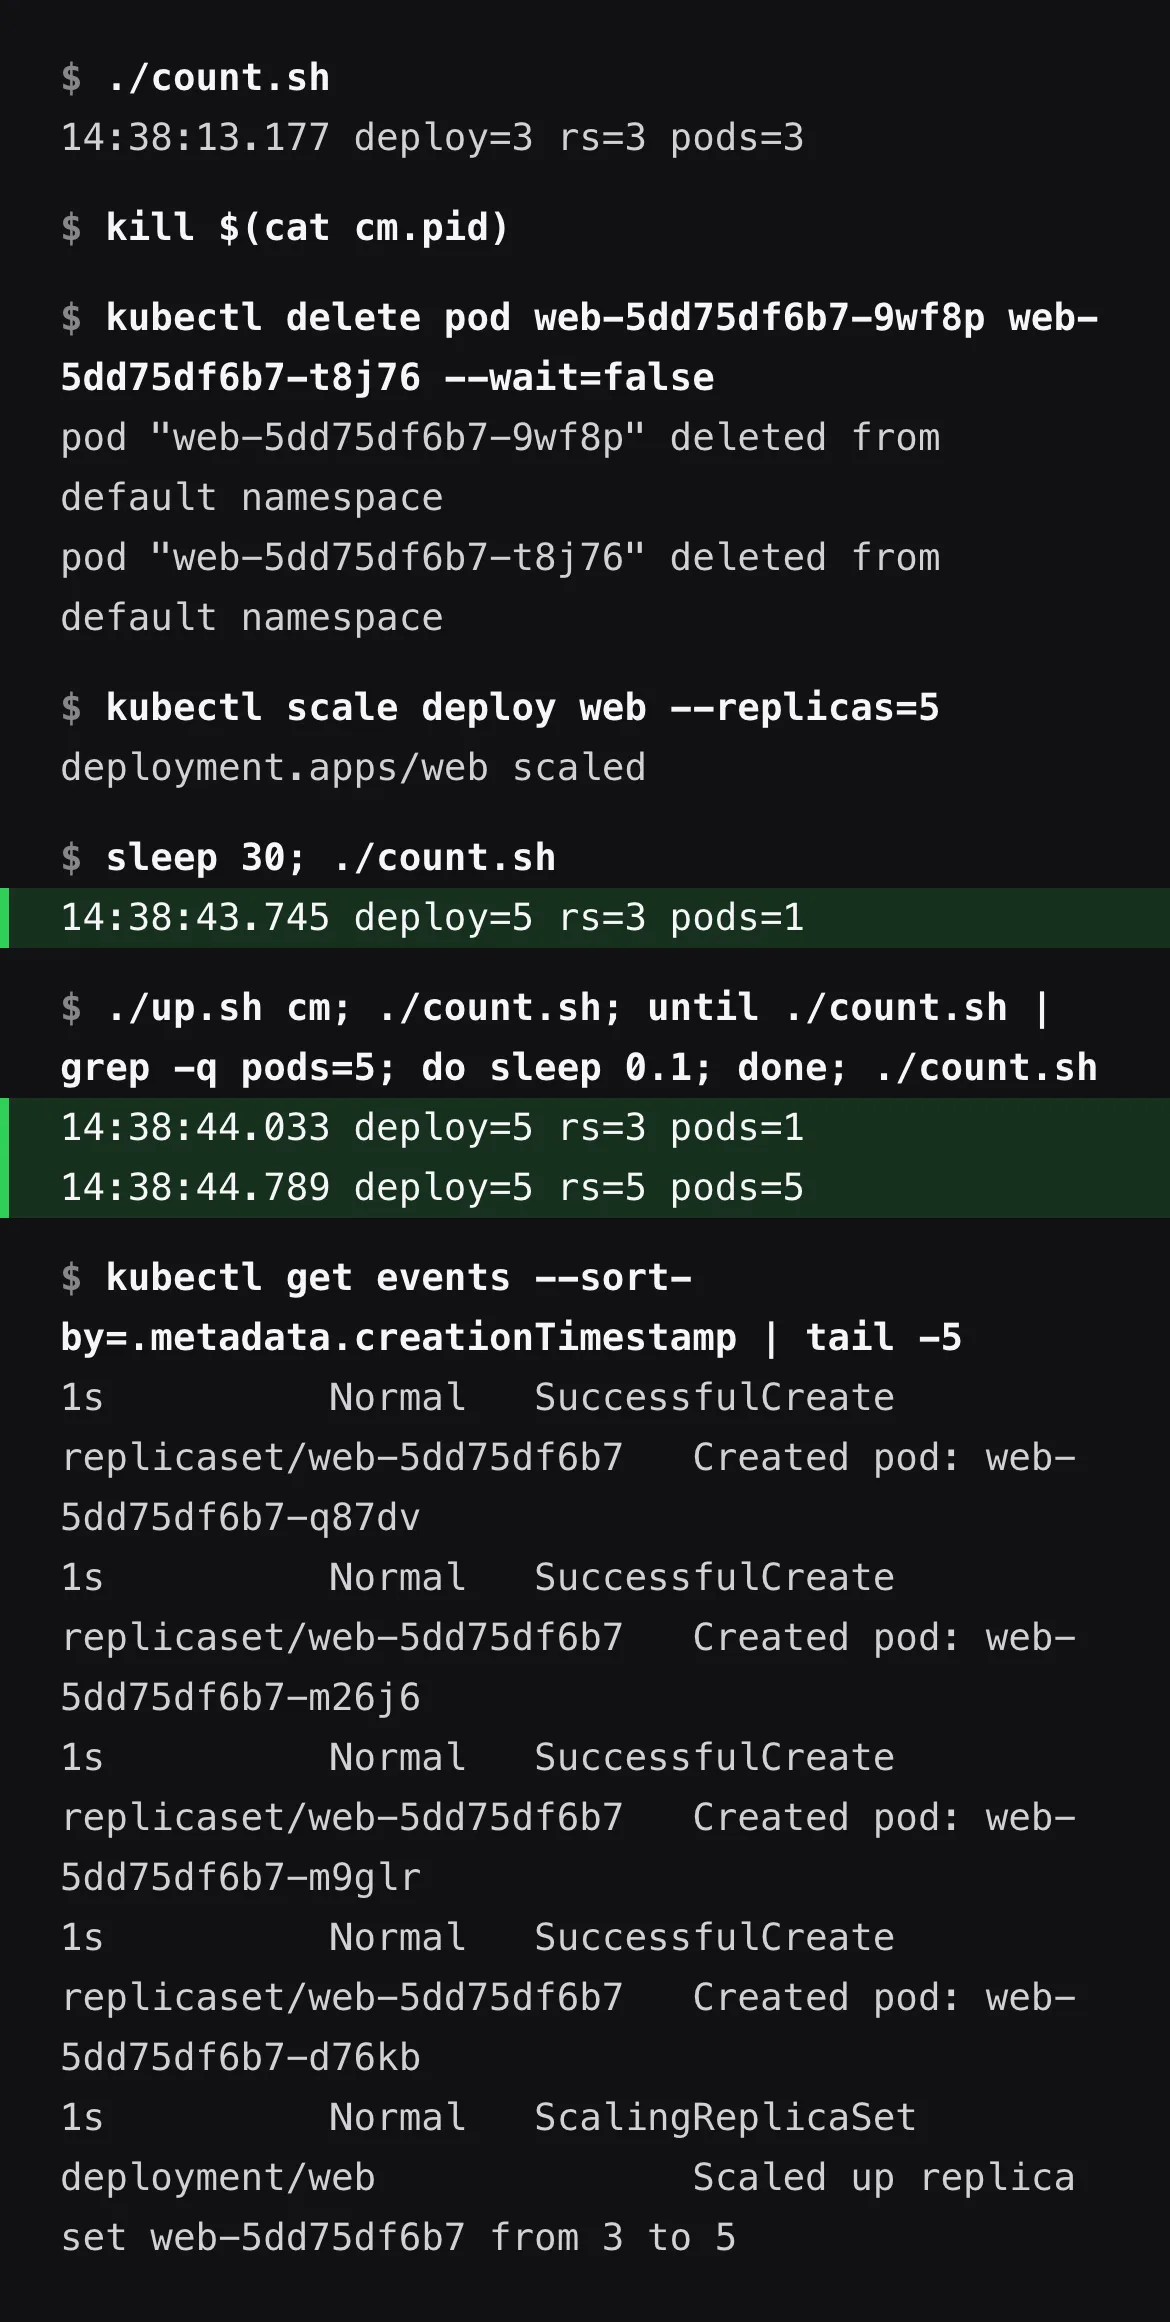 $ ./count.sh
14:38:13.177 deploy=3 rs=3 pods=3
$ kill $(cat cm.pid)
$ kubectl delete pod web-5dd75df6b7-9wf8p web-
5dd75df6b7-t8j76 --wait=false
pod "web-5dd75df6b7-9wf8p" deleted from
default namespace
pod "web-5dd75df6b7-t8j76" deleted from
default namespace
$ kubectl scale deploy web --replicas=5
deployment.apps/web scaled
$ sleep 30; ./count.sh
14:38:43.745 deploy=5 rs=3 pods=1
$ ./up.sh cm; ./count.sh; until ./count.sh |
grep -q pods=5; do sleep 0.1; done; ./count.sh
14:38:44.033 deploy=5 rs=3 pods=1
14:38:44.789 deploy=5 rs=5 pods=5
$ kubectl get events --sort-
by=.metadata.creationTimestamp | tail -5
1s          Normal   SuccessfulCreate
replicaset/web-5dd75df6b7   Created pod: web-
5dd75df6b7-q87dv
1s          Normal   SuccessfulCreate
replicaset/web-5dd75df6b7   Created pod: web-
5dd75df6b7-m26j6
1s          Normal   SuccessfulCreate
replicaset/web-5dd75df6b7   Created pod: web-
5dd75df6b7-m9glr
1s          Normal   SuccessfulCreate
replicaset/web-5dd75df6b7   Created pod: web-
5dd75df6b7-d76kb
1s          Normal   ScalingReplicaSet
deployment/web              Scaled up replica
set web-5dd75df6b7 from 3 to 5